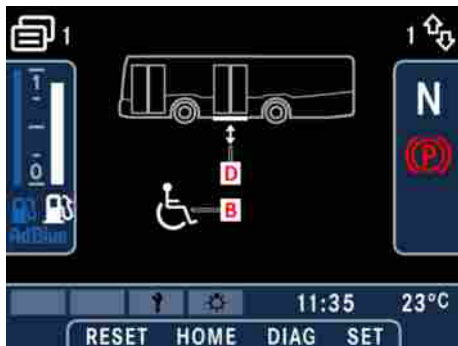 1
1
1
N
(P)
0
D
B
AdBlue
11:35 23°C
RESET HOME DIAG SET